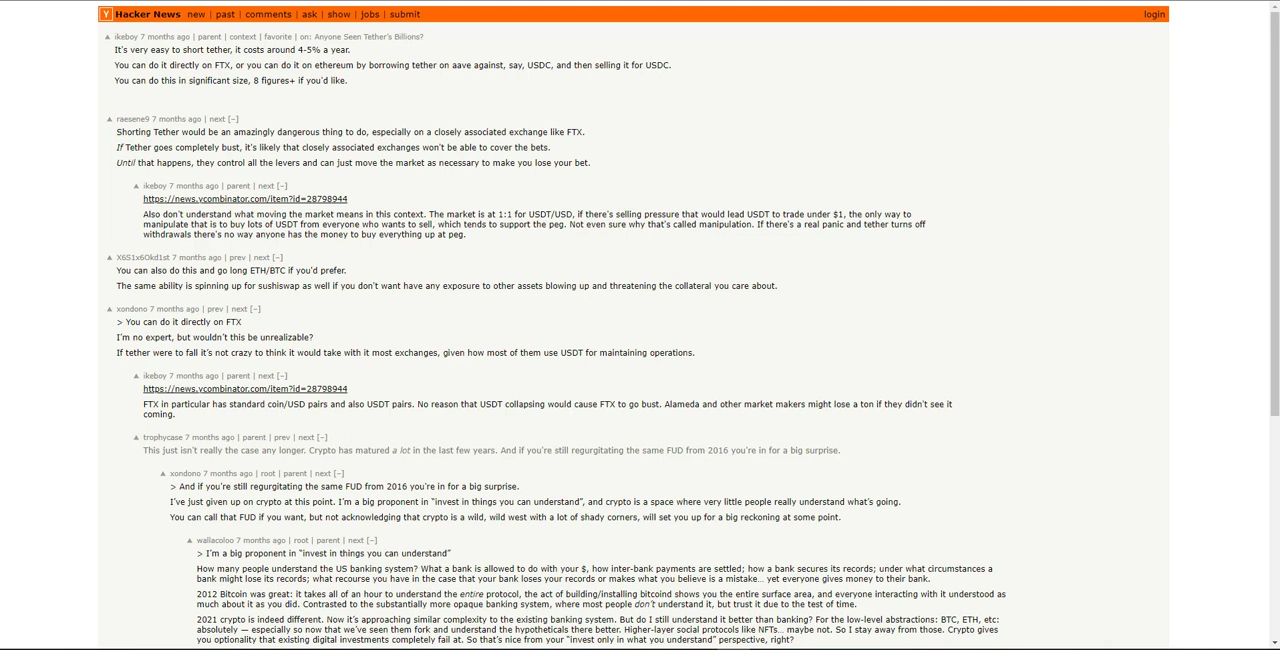 Y Hacker News new | past | comments | ask | show | jobs | submit login
▲ ikeboy 7 months ago | parent | context | favorite | on: Anyone Seen Tether's Billions?
It's very easy to short tether, it costs around 4-5% a year.
You can do it directly on FTX, or you can do it on ethereum by borrowing tether on aave against, say, USDC, and then selling it for USDC.
You can do this in significant size, 8 figures+ if you'd like.
▲ raesene9 7 months ago | next [–]
Shorting Tether would be an amazingly dangerous thing to do, especially on a closely associated exchange like FTX.
If Tether goes completely bust, it's likely that closely associated exchanges won't be able to cover the bets.
Until that happens, they control all the levers and can just move the market as necessary to make you lose your bet.
▲ ikeboy 7 months ago | parent | next [–]
https://news.ycombinator.com/item?id=28798944
Also don't understand what moving the market means in this context. The market is at 1:1 for USDT/USD, if there's selling pressure that would lead USDT to trade under $1, the only way to
manipulate that is to buy lots of USDT from everyone who wants to sell, which tends to support the peg. Not even sure why that's called manipulation. If there's a real panic and tether turns off
withdrawals there's no way anyone has the money to buy everything up at peg.
▲ X6S1x6Okd1st 7 months ago | prev | next [–]
You can also do this and go long ETH/BTC if you'd prefer.
The same ability is spinning up for sushiswap as well if you don't want have any exposure to other assets blowing up and threatening the collateral you care about.
▲ xondono 7 months ago | prev | next [–]
> You can do it directly on FTX
I'm no expert, but wouldn't this be unrealizable?
If tether were to fall it's not crazy to think it would take with it most exchanges, given how most of them use USDT for maintaining operations.
▲ ikeboy 7 months ago | parent | next [–]
https://news.ycombinator.com/item?id=28798944
FTX in particular has standard coin/USD pairs and also USDT pairs. No reason that USDT collapsing would cause FTX to go bust. Alameda and other market makers might lose a ton if they didn't see it
coming.
▲ trophycase 7 months ago | parent | prev | next [–]
This just isn't really the case any longer. Crypto has matured a lot in the last few years. And if you're still regurgitating the same FUD from 2016 you're in for a big surprise.
▲ xondono 7 months ago | root | parent | next [–]
> And if you're still regurgitating the same FUD from 2016 you're in for a big surprise.
I've just given up on crypto at this point. I'm a big proponent in "invest in things you can understand", and crypto is a space where very little people really understand what's going.
You can call that FUD if you want, but not acknowledging that crypto is a wild, wild west with a lot of shady corners, will set you up for a big reckoning at some point.
▲ wallacoloo 7 months ago | root | parent | next [–]
> I'm a big proponent in "invest in things you can understand"
How many people understand the US banking system? What a bank is allowed to do with your $, how inter-bank payments are settled; how a bank secures its records; under what circumstances a
bank might lose its records; what recourse you have in the case that your bank loses your records or makes what you believe is a mistake… yet everyone gives money to their bank.
2012 Bitcoin was great: it takes all of an hour to understand the entire protocol, the act of building/installing bitcoind shows you the entire surface area, and everyone interacting with it understood as
much about it as you did. Contrasted to the substantially more opaque banking system, where most people don't understand it, but trust it due to the test of time.
2021 crypto is indeed different. Now it's approaching similar complexity to the existing banking system. But do I still understand it better than banking? For the low-level abstractions: BTC, ETH, etc:
absolutely — especially so now that we've seen them fork and understand the hypotheticals there better. Higher-layer social protocols like NFTs… maybe not. So I stay away from those. Crypto gives
you optionality that existing digital investments completely fail at. So that's nice from your "invest only in what you understand" perspective, right?